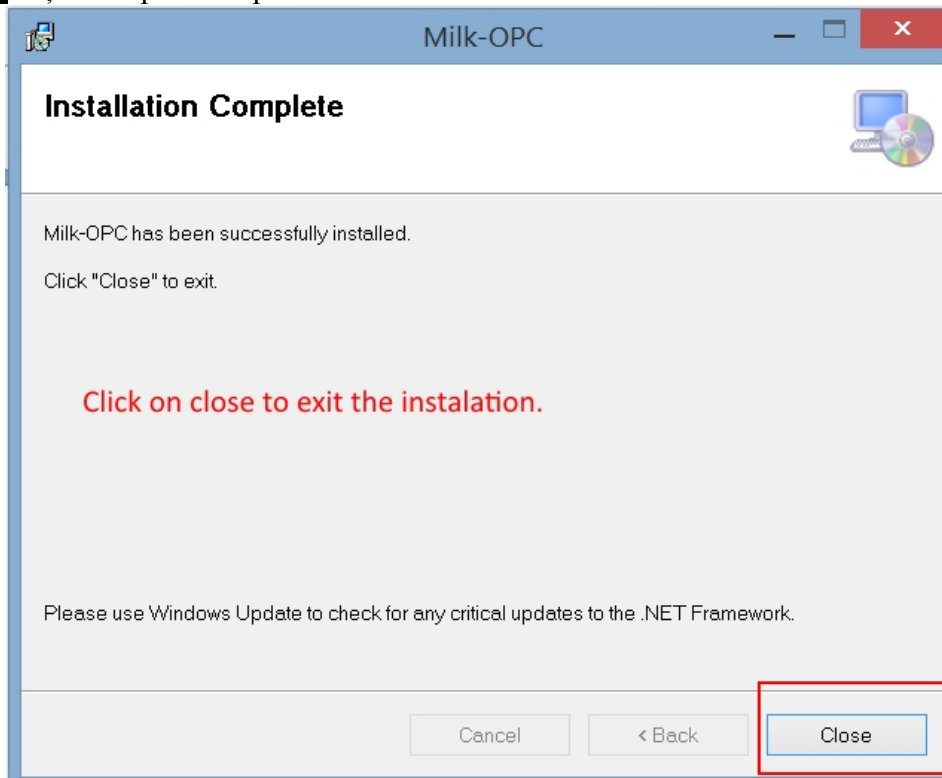 Milk-OPC
Installation Complete
Milk-OPC has been successfully installed.
Click "Close" to exit.
Click on close to exit the instalation.
Please use Windows Update to check for any critical updates to the .NET Framework.
Cancel < Back Close